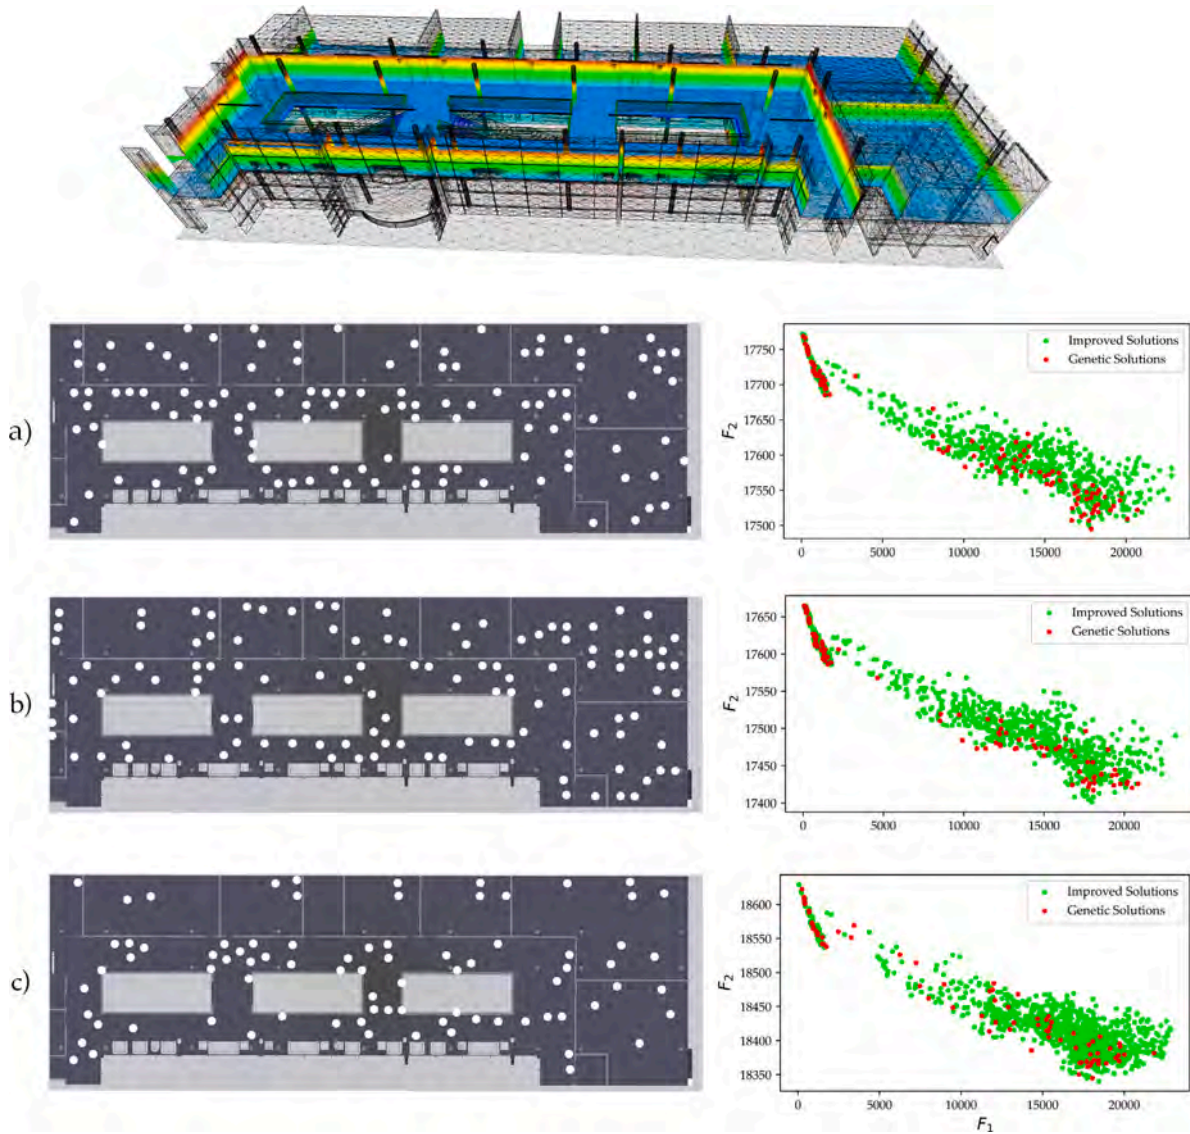 a)
17750
17700
17650
17600
17550
17500
F₂
Improved Solutions
Genetic Solutions
0
5000
10000
15000
20000
b)
17650
17600
17550
17500
17450
17400
F₂
Improved Solutions
Genetic Solutions
0
5000
10000
15000
20000
c)
18600
18550
18500
18450
18400
18350
F₂
Improved Solutions
Genetic Solutions
0
5000
10000
15000
20000
F₁